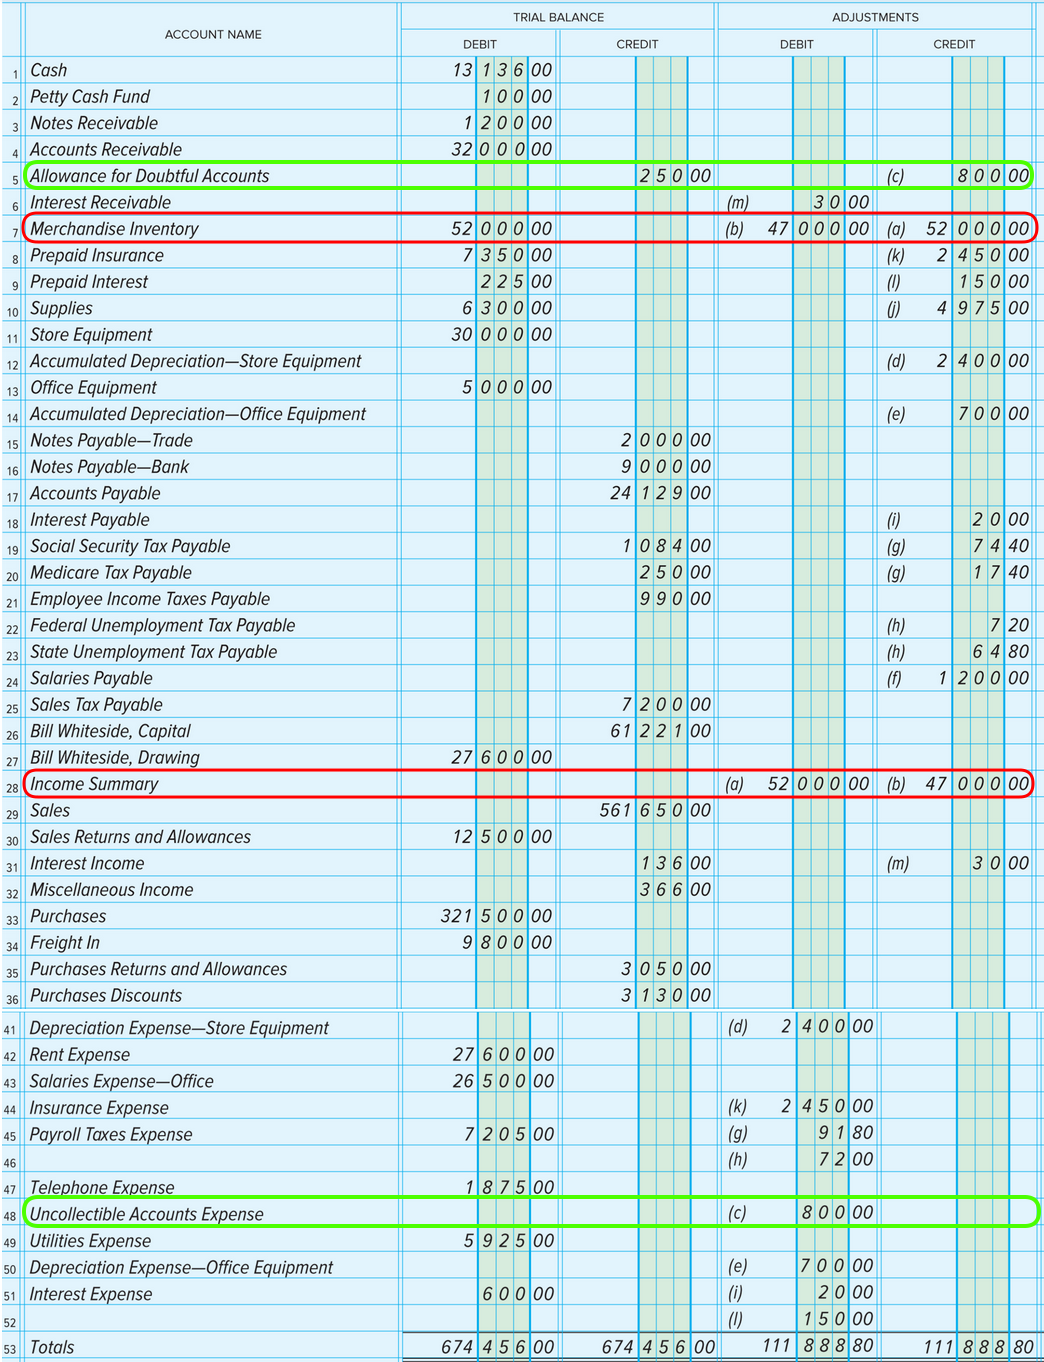 ACCOUNT NAME TRIAL BALANCE ADJUSTMENTS
DEBIT CREDIT DEBIT CREDIT
1 Cash 13 136 00
2 Petty Cash Fund 100 00
3 Notes Receivable 1 200 00
4 Accounts Receivable 32 000 00
5 Allowance for Doubtful Accounts 250 00 (c) 800 00
6 Interest Receivable (m) 30 00
7 Merchandise Inventory 52 000 00 (b) 47 000 00 (a) 52 000 00
8 Prepaid Insurance 7 350 00 (k) 2 450 00
9 Prepaid Interest 225 00 (l) 150 00
10 Supplies 6 300 00 (j) 4 975 00
11 Store Equipment 30 000 00
12 Accumulated Depreciation—Store Equipment (d) 2 400 00
13 Office Equipment 5 000 00
14 Accumulated Depreciation—Office Equipment (e) 700 00
15 Notes Payable—Trade 2 000 00
16 Notes Payable—Bank 9 000 00
17 Accounts Payable 24 129 00
18 Interest Payable (i) 20 00
19 Social Security Tax Payable 1 084 00 (g) 74 40
20 Medicare Tax Payable 250 00 (g) 17 40
21 Employee Income Taxes Payable 990 00
22 Federal Unemployment Tax Payable (h) 7 20
23 State Unemployment Tax Payable (h) 64 80
24 Salaries Payable (f) 1 200 00
25 Sales Tax Payable 7 200 00
26 Bill Whiteside, Capital 61 221 00
27 Bill Whiteside, Drawing 27 600 00
28 Income Summary (a) 52 000 00 (b) 47 000 00
29 Sales 561 650 00
30 Sales Returns and Allowances 12 500 00
31 Interest Income 136 00 (m) 30 00
32 Miscellaneous Income 366 00
33 Purchases 321 500 00
34 Freight In 9 800 00
35 Purchases Returns and Allowances 3 050 00
36 Purchases Discounts 3 130 00
41 Depreciation Expense—Store Equipment (d) 2 400 00
42 Rent Expense 27 600 00
43 Salaries Expense—Office 26 500 00
44 Insurance Expense (k) 2 450 00
45 Payroll Taxes Expense 7 205 00 (g) 91 80
46 (h) 72 00
47 Telephone Expense 1 875 00
48 Uncollectible Accounts Expense (c) 800 00
49 Utilities Expense 5 925 00
50 Depreciation Expense—Office Equipment (e) 700 00
51 Interest Expense 600 00 (i) 20 00
52 (l) 150 00
53 Totals 674 456 00 674 456 00 111 888 80 111 888 80